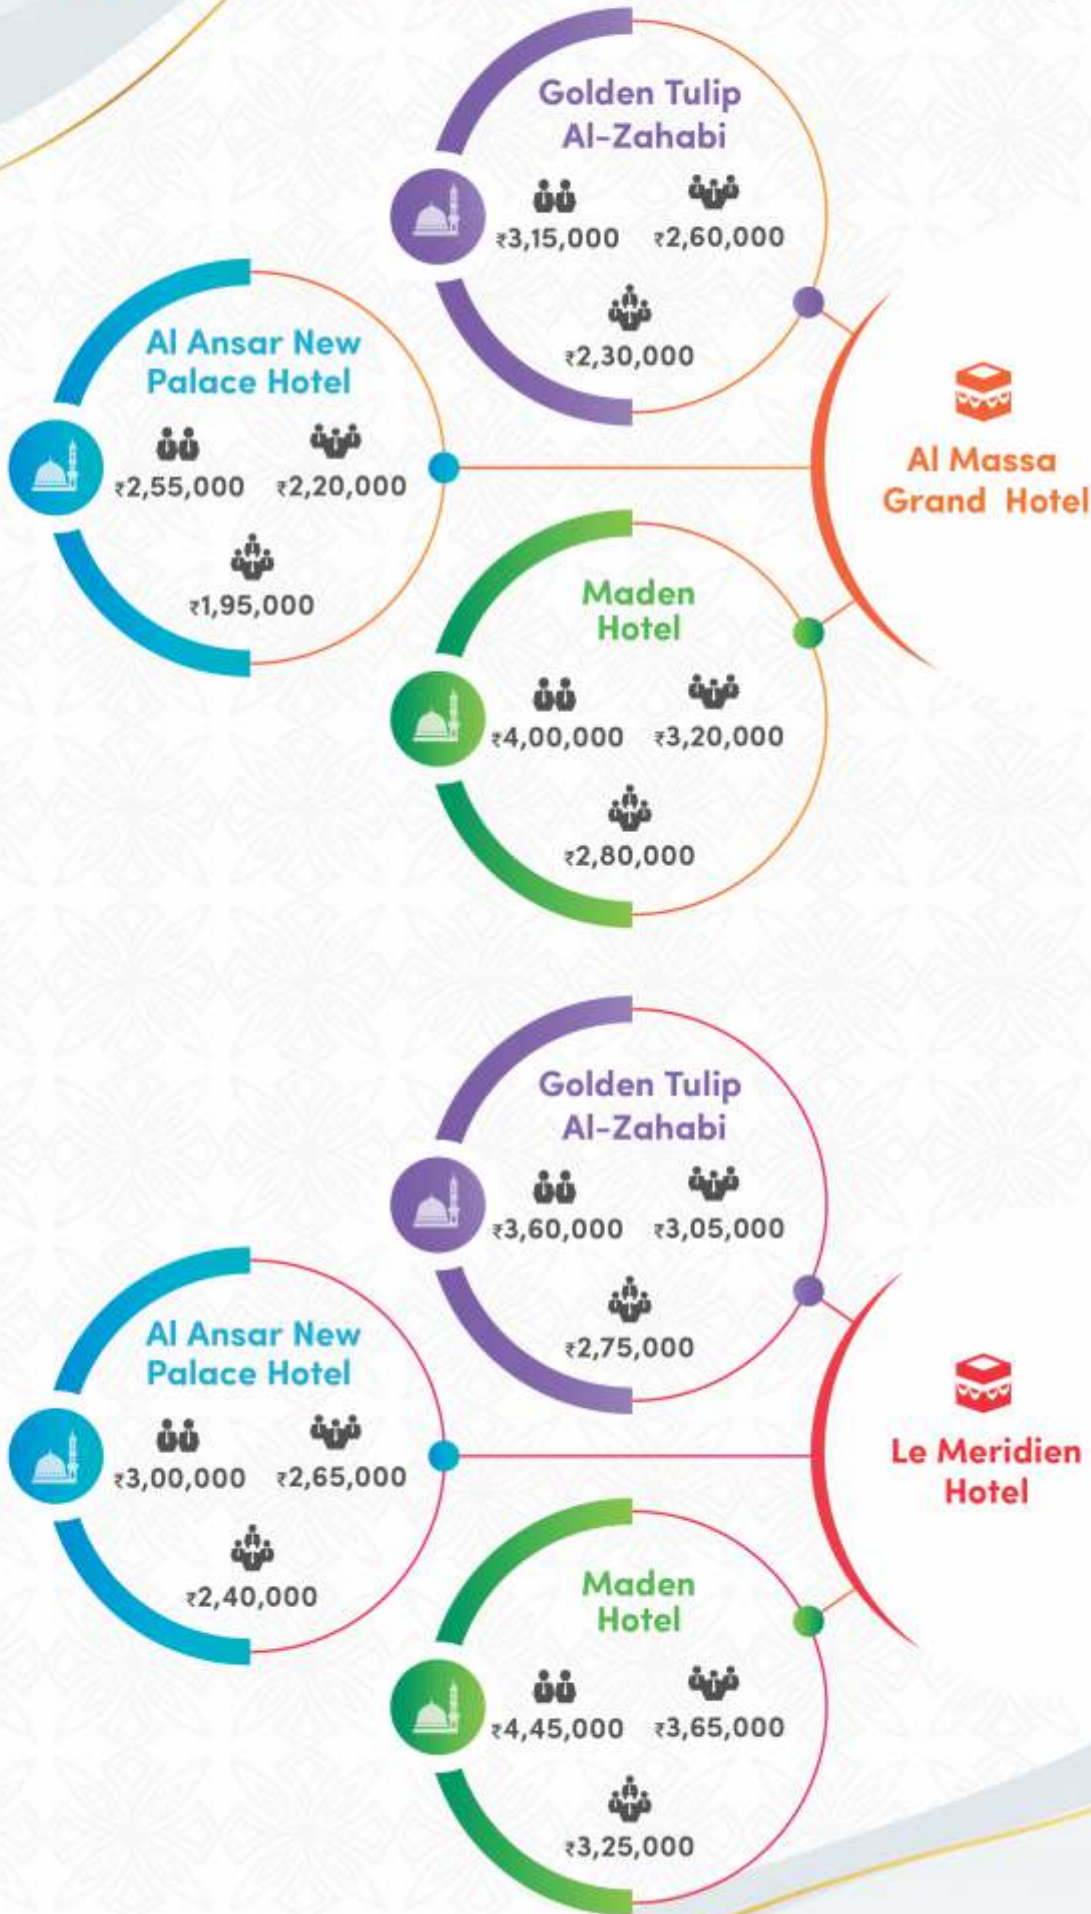 Golden Tulip
Al-Zahabi
₹3,15,000 ₹2,60,000
₹2,30,000
Al Ansar New
Palace Hotel
₹2,55,000 ₹2,20,000
₹1,95,000
Al Massa
Grand Hotel
Maden
Hotel
₹4,00,000 ₹3,20,000
₹2,80,000
Golden Tulip
Al-Zahabi
₹3,60,000 ₹3,05,000
₹2,75,000
Al Ansar New
Palace Hotel
₹3,00,000 ₹2,65,000
₹2,40,000
Le Meridien
Hotel
Maden
Hotel
₹4,45,000 ₹3,65,000
₹3,25,000